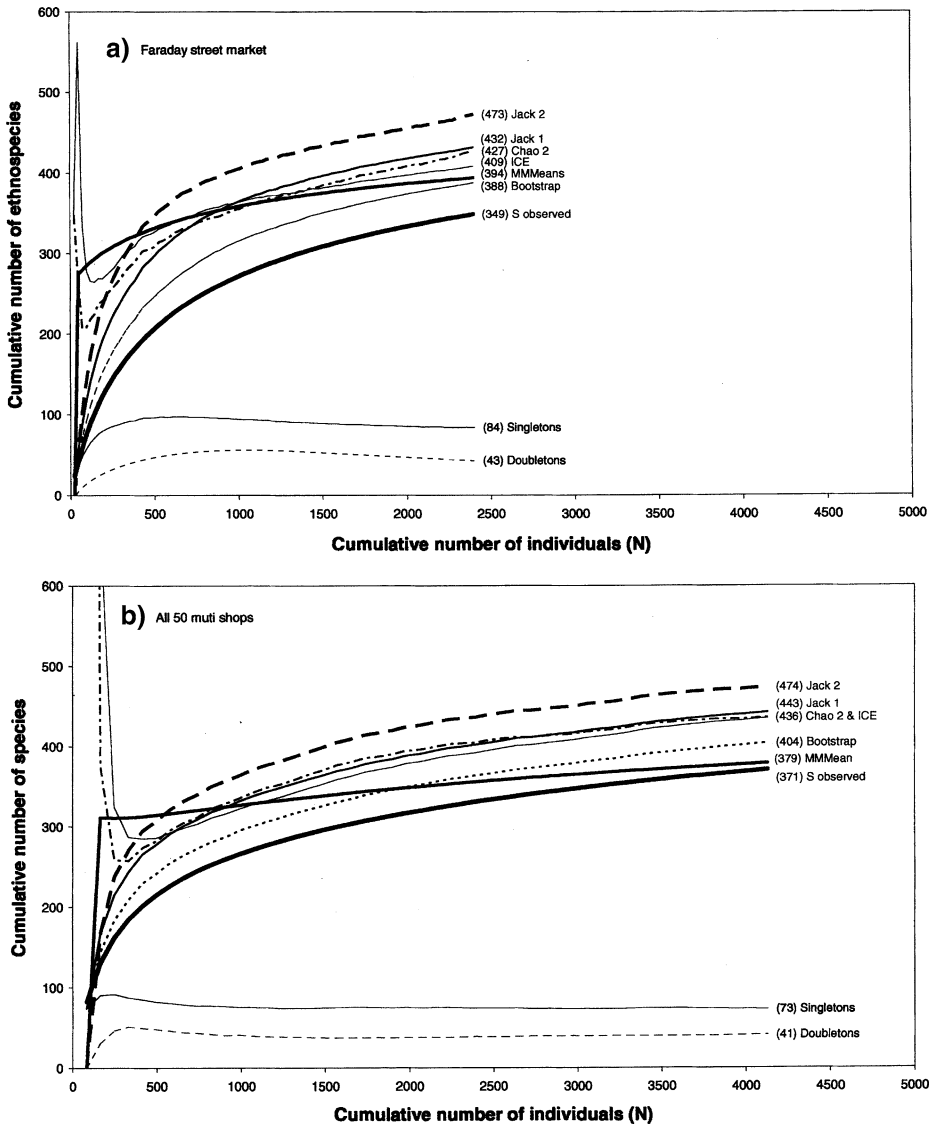 a) Faraday street market
Cumulative number of ethnospecies
600
500
400
300
200
100
0
(473) Jack 2
(432) Jack 1
(427) Chao 2
(409) ICE
(394) MMMeans
(388) Bootstrap
(349) S observed
(84) Singletons
(43) Doubletons
0 500 1000 1500 2000 2500 3000 3500 4000 4500 5000
Cumulative number of individuals (N)
b) All 50 muti shops
Cumulative number of species
600
500
400
300
200
100
0
(474) Jack 2
(443) Jack 1
(436) Chao 2 & ICE
(404) Bootstrap
(379) MMMean
(371) S observed
(73) Singletons
(41) Doubletons
0 500 1000 1500 2000 2500 3000 3500 4000 4500 5000
Cumulative number of individuals (N)